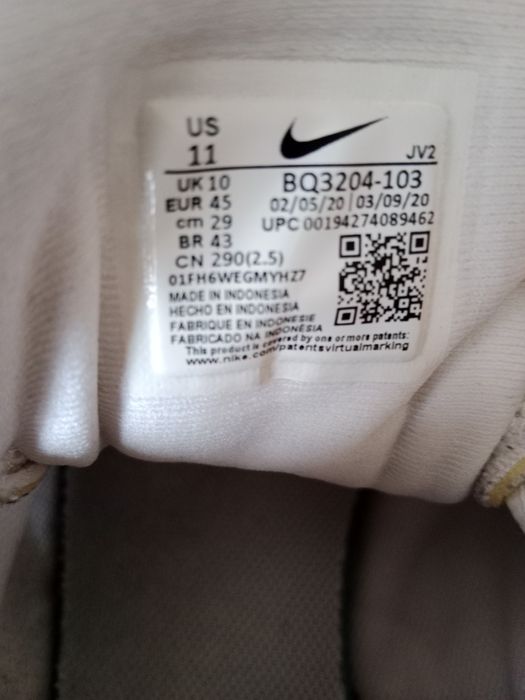 US
11
JV2
UK 10
BQ3204-103
EUR 45
02/05/20 | 03/09/20
cm 29
UPC 00194274089462
BR 43
CN 290(2.5)
01FH6WEGMYHZ7
MADE IN INDONESIA
HECHO EN INDONESIA
FABRIQUE EN INDONESIE
FABRICADO NA INDONÉSIA
This product is covered by one or more patents:
www.nike.com/patentsvirtualmarking